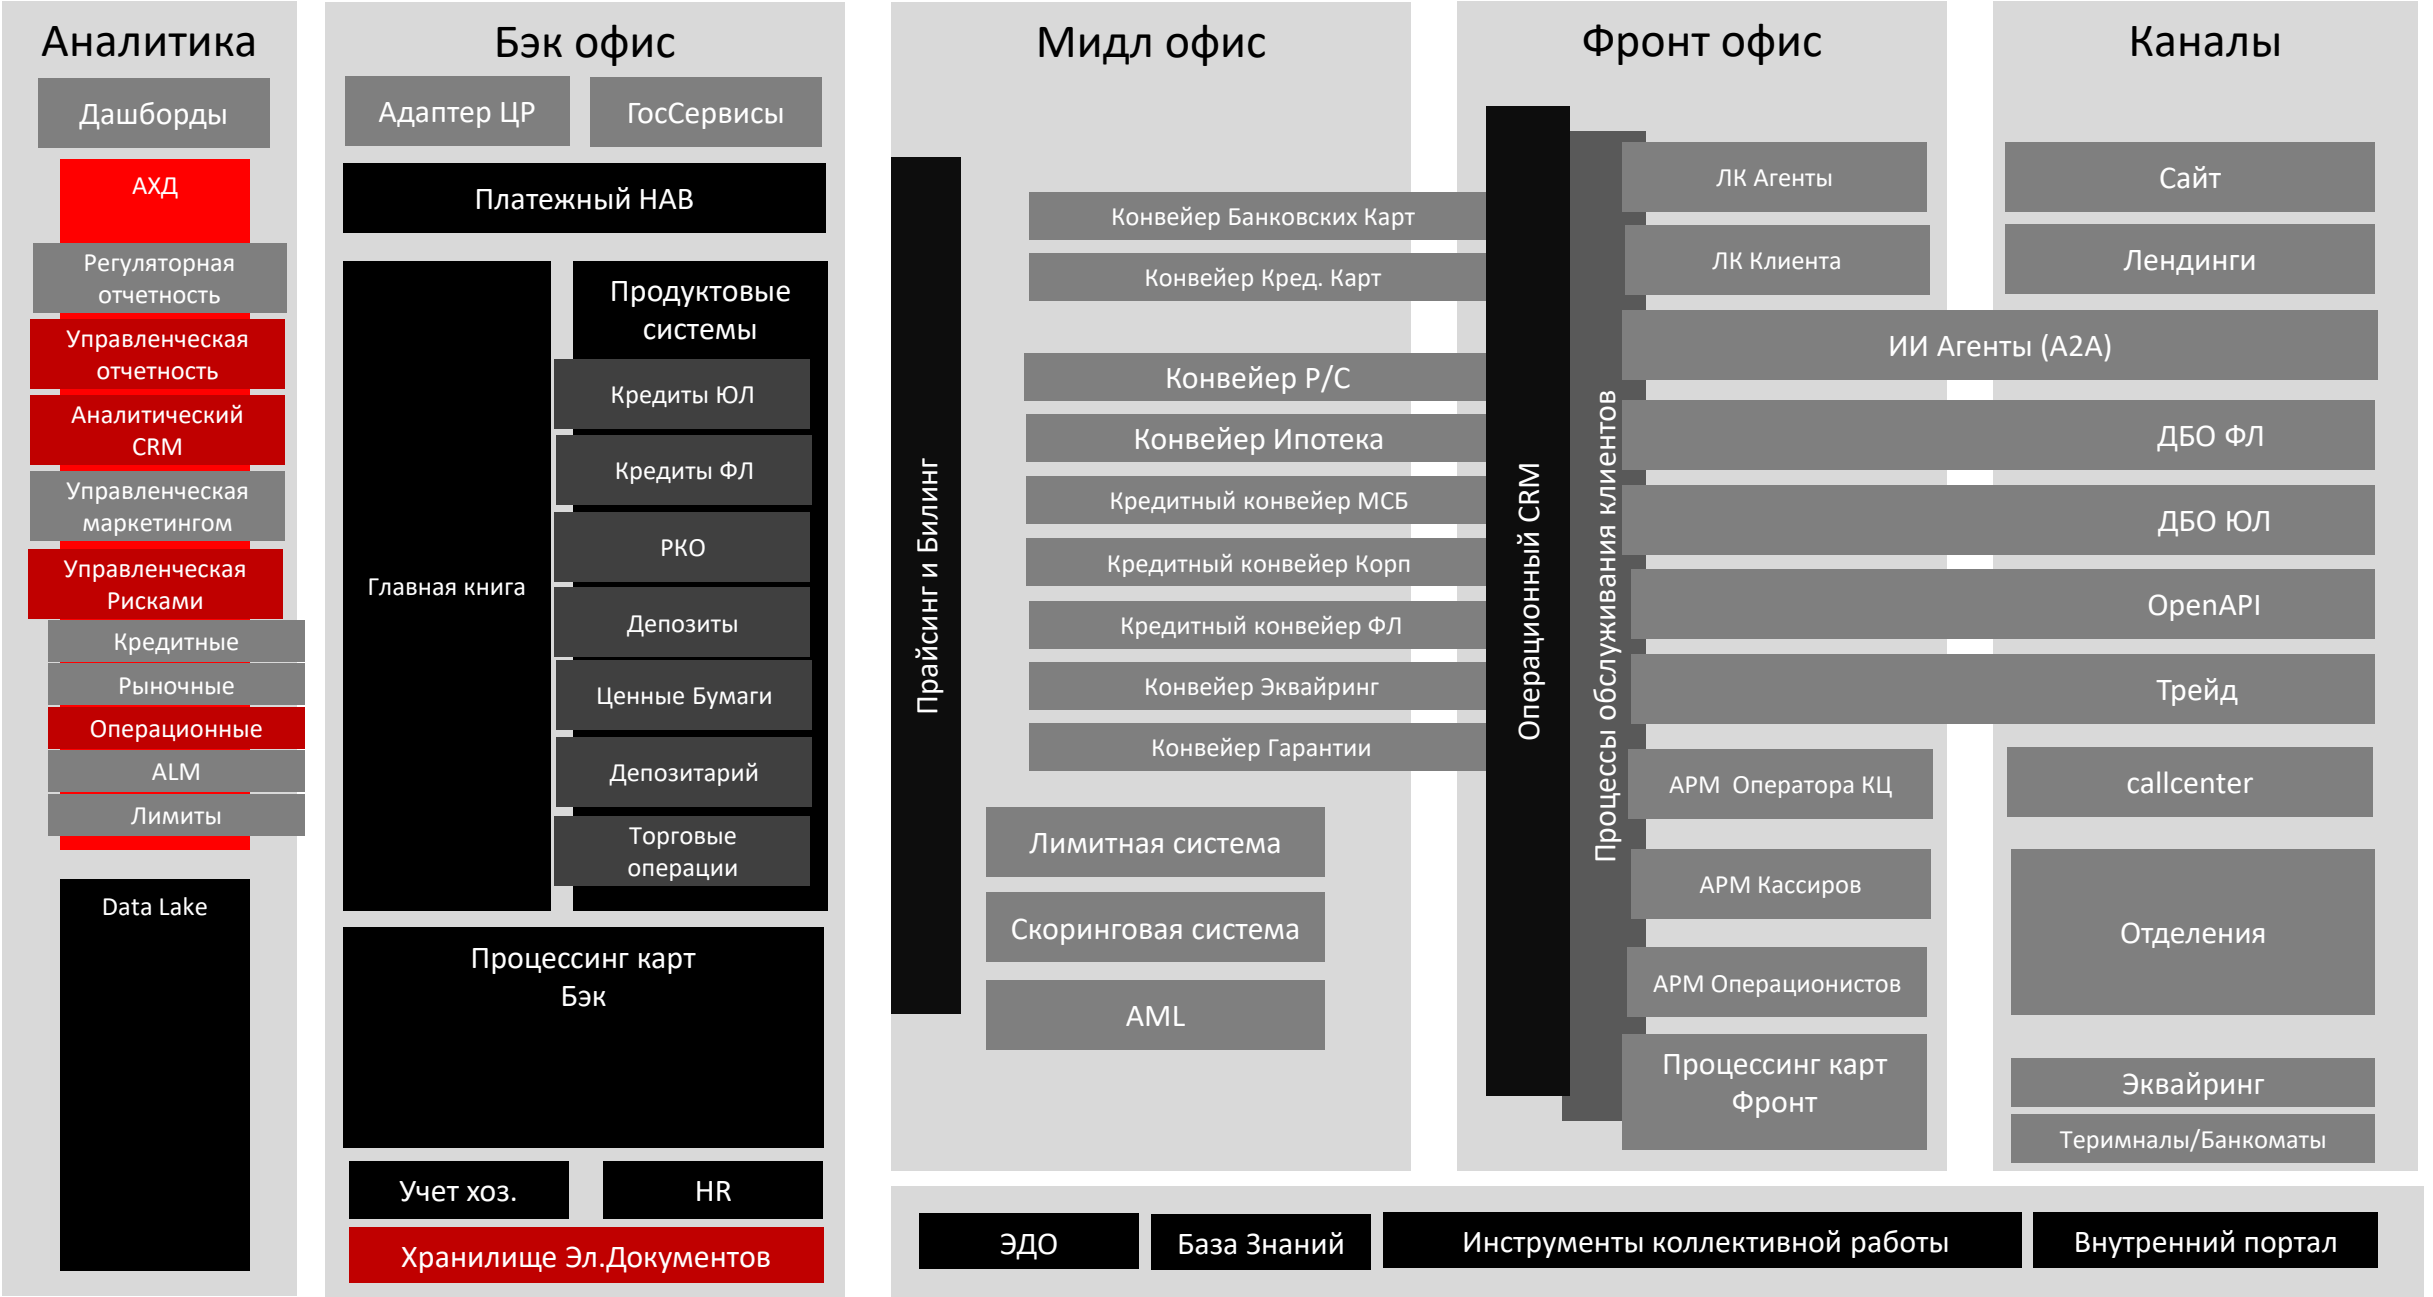 Аналитика
Дашборды
АХД
Регуляторная
отчетность
Управленческая
отчетность
Аналитический
CRM
Управленческая
маркетингом
Управленческая
Рисками
Кредитные
Рыночные
Операционные
ALM
Лимиты
Data Lake
Бэк офис
Адаптер ЦР
ГосСервисы
Платежный HAB
Главная книга
Продуктовые
системы
Кредиты ЮЛ
Кредиты ФЛ
РКО
Депозиты
Ценные Бумаги
Депозитарий
Торговые
операции
Процессинг карт
Бэк
Учет хоз.
HR
Хранилище Эл.Документов
Мидл офис
Прайсинг и Билинг
Конвейер Банковских Карт
Конвейер Кред. Карт
Конвейер Р/С
Конвейер Ипотека
Кредитный конвейер МСБ
Кредитный конвейер Корп
Кредитный конвейер ФЛ
Конвейер Эквайринг
Конвейер Гарантии
Лимитная система
Скоринговая система
AML
Фронт офис
Операционный CRM
Процессы обслуживания клиентов
ЛК Агенты
ЛК Клиента
ИИ Агенты (А2А)
АРМ  Оператора КЦ
АРМ Кассиров
АРМ Операционистов
Процессинг карт
Фронт
Каналы
Сайт
Лендинги
ДБО ФЛ
ДБО ЮЛ
OpenAPI
Трейд
callcenter
Отделения
Эквайринг
Теримналы/Банкоматы
ЭДО
База Знаний
Инструменты коллективной работы
Внутренний портал